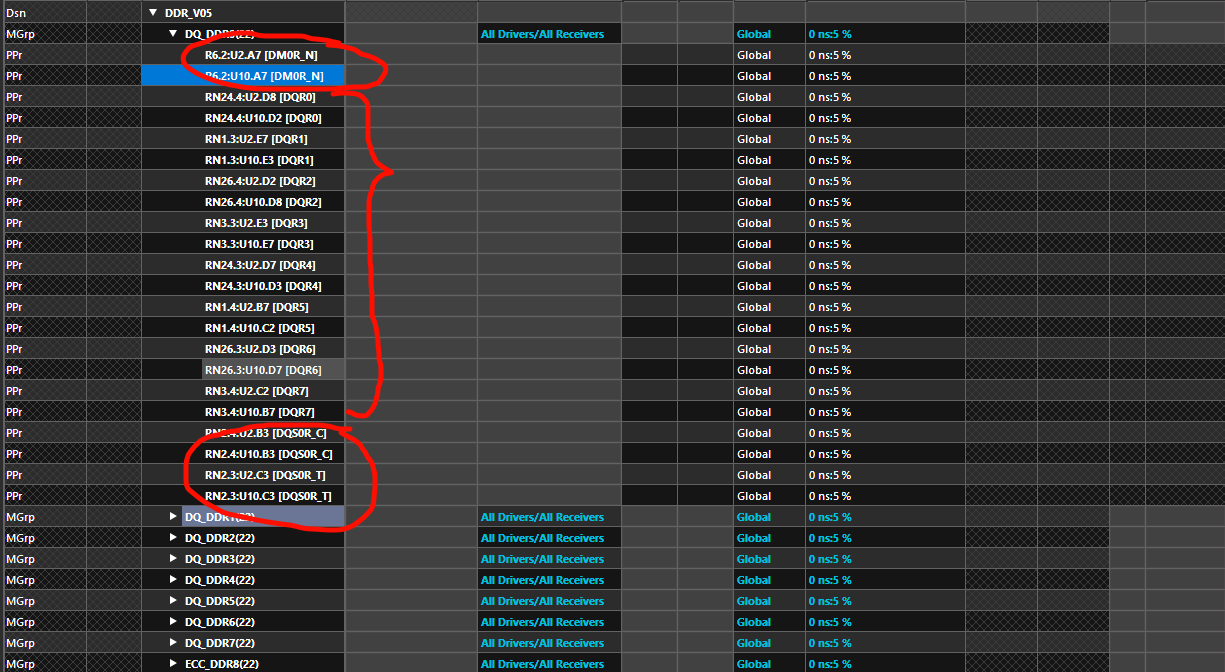 Dsn ▼ DDR_V05
MGrp ▼ DQ_DDR0(22) All Drivers/All Receivers Global 0 ns:5 %
PPr R6.2:U2.A7 [DM0R_N] Global 0 ns:5 %
PPr R6.2:U10.A7 [DM0R_N] Global 0 ns:5 %
PPr RN24.4:U2.D8 [DQR0] Global 0 ns:5 %
PPr RN24.4:U10.D2 [DQR0] Global 0 ns:5 %
PPr RN1.3:U2.E7 [DQR1] Global 0 ns:5 %
PPr RN1.3:U10.E3 [DQR1] Global 0 ns:5 %
PPr RN26.4:U2.D2 [DQR2] Global 0 ns:5 %
PPr RN26.4:U10.D8 [DQR2] Global 0 ns:5 %
PPr RN3.3:U2.E3 [DQR3] Global 0 ns:5 %
PPr RN3.3:U10.E7 [DQR3] Global 0 ns:5 %
PPr RN24.3:U2.D7 [DQR4] Global 0 ns:5 %
PPr RN24.3:U10.D3 [DQR4] Global 0 ns:5 %
PPr RN1.4:U2.B7 [DQR5] Global 0 ns:5 %
PPr RN1.4:U10.C2 [DQR5] Global 0 ns:5 %
PPr RN26.3:U2.D3 [DQR6] Global 0 ns:5 %
PPr RN26.3:U10.D7 [DQR6] Global 0 ns:5 %
PPr RN3.4:U2.C2 [DQR7] Global 0 ns:5 %
PPr RN3.4:U10.B7 [DQR7] Global 0 ns:5 %
PPr RN2.4:U2.B3 [DQS0R_C] Global 0 ns:5 %
PPr RN2.4:U10.B3 [DQS0R_C] Global 0 ns:5 %
PPr RN2.3:U2.C3 [DQS0R_T] Global 0 ns:5 %
PPr RN2.3:U10.C3 [DQS0R_T] Global 0 ns:5 %
MGrp ▶ DQ_DDR1(22) All Drivers/All Receivers Global 0 ns:5 %
MGrp ▶ DQ_DDR2(22) All Drivers/All Receivers Global 0 ns:5 %
MGrp ▶ DQ_DDR3(22) All Drivers/All Receivers Global 0 ns:5 %
MGrp ▶ DQ_DDR4(22) All Drivers/All Receivers Global 0 ns:5 %
MGrp ▶ DQ_DDR5(22) All Drivers/All Receivers Global 0 ns:5 %
MGrp ▶ DQ_DDR6(22) All Drivers/All Receivers Global 0 ns:5 %
MGrp ▶ DQ_DDR7(22) All Drivers/All Receivers Global 0 ns:5 %
MGrp ▶ ECC_DDR8(22) All Drivers/All Receivers Global 0 ns:5 %